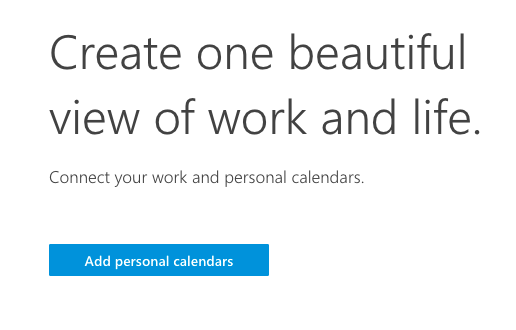 Create one beautiful
view of work and life.
Connect your work and personal calendars.
Add personal calendars